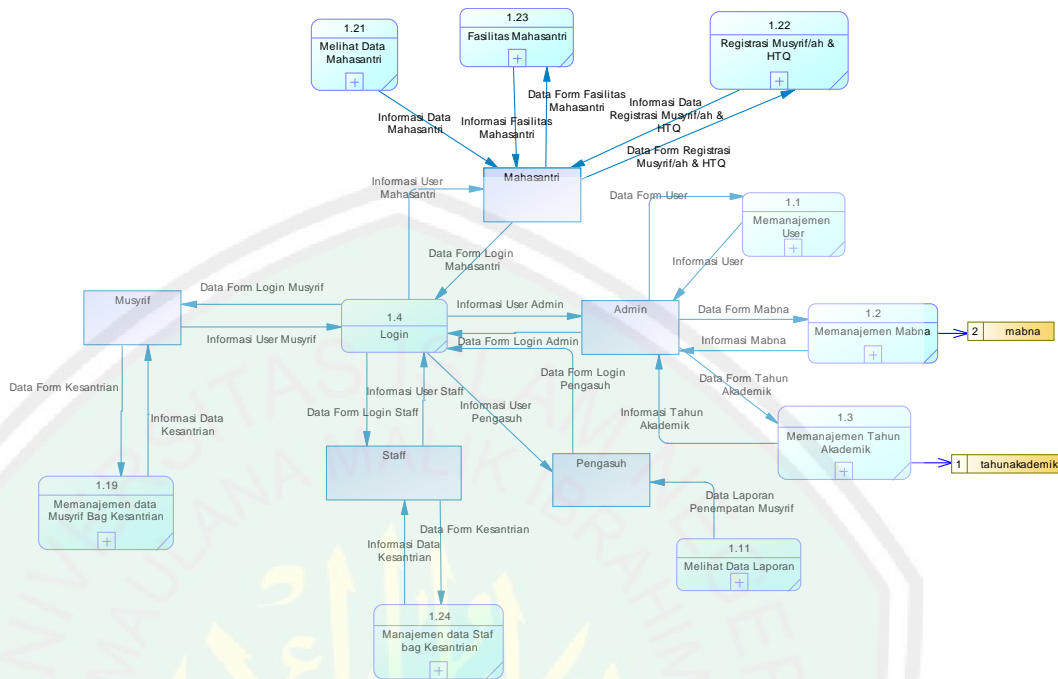 1.21
Melihat Data
Mahasantri
1.23
Fasilitas Mahasantri
1.22
Registrasi Musyrif/ah &
HTQ
Informasi Data
Mahasantri
Informasi Fasilitas
Mahasantri
Data Form Fasilitas
Mahasantri
Informasi Data
Registrasi Musyrif/ah &
HTQ
Data Form Registrasi
Musyrif/ah & HTQ
Mahasantri
Informasi User
Mahasantri
Data Form User
1.1
Memanajemen
User
Data Form Login
Mahasantri
Informasi User
Musyrif
Data Form Login Musyrif
Informasi User Musyrif
1.4
Login
Informasi User Admin
Data Form Login Admin
Admin
Data Form Mabna
Informasi Mabna
1.2
Memanajemen Mabna
2 mabna
Data Form Kesantrian
Informasi Data
Kesantrian
Data Form Login Staff
Informasi User Staff
Informasi User
Pengasuh
Data Form Login
Pengasuh
Informasi Tahun
Akademik
Data Form Tahun
Akademik
1.3
Memanajemen Tahun
Akademik
1 tahunakademik
1.19
Memanajemen data
Musyrif Bag Kesantrian
Staff
Pengasuh
Data Laporan
Penempatan Musyrif
Informasi Data
Kesantrian
Data Form Kesantrian
1.11
Melihat Data Laporan
1.24
Manajemen data Staf
bag Kesantrian
MAULANA MALIK IBRAHIM